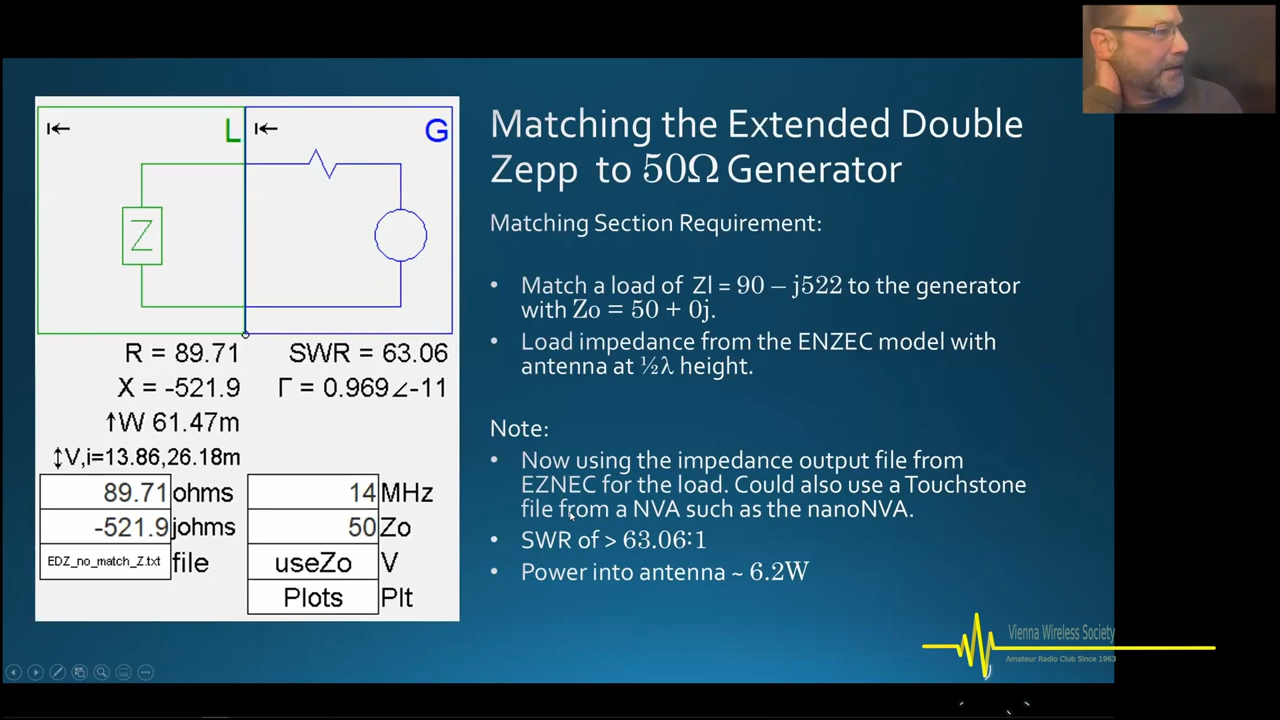 L
G
Z
R = 89.71
SWR = 63.06
X = -521.9
Γ = 0.969∠-11
↑W 61.47m
↕V,i=13.86,26.18m
89.71 ohms
14 MHz
-521.9 johms
50 Zo
EDZ_no_match_Z.txt file
useZo V
Plots Plt
Matching the Extended Double
Zepp to 50Ω Generator
Matching Section Requirement:
• Match a load of Zl = 90 – j522 to the generator
with Zo = 50 + 0j.
• Load impedance from the ENZEC model with
antenna at ½λ height.
Note:
• Now using the impedance output file from
EZNEC for the load. Could also use a Touchstone
file from a NVA such as the nanoNVA.
• SWR of > 63.06:1
• Power into antenna ~ 6.2W
Vienna Wireless Society
Amateur Radio Club Since 1963